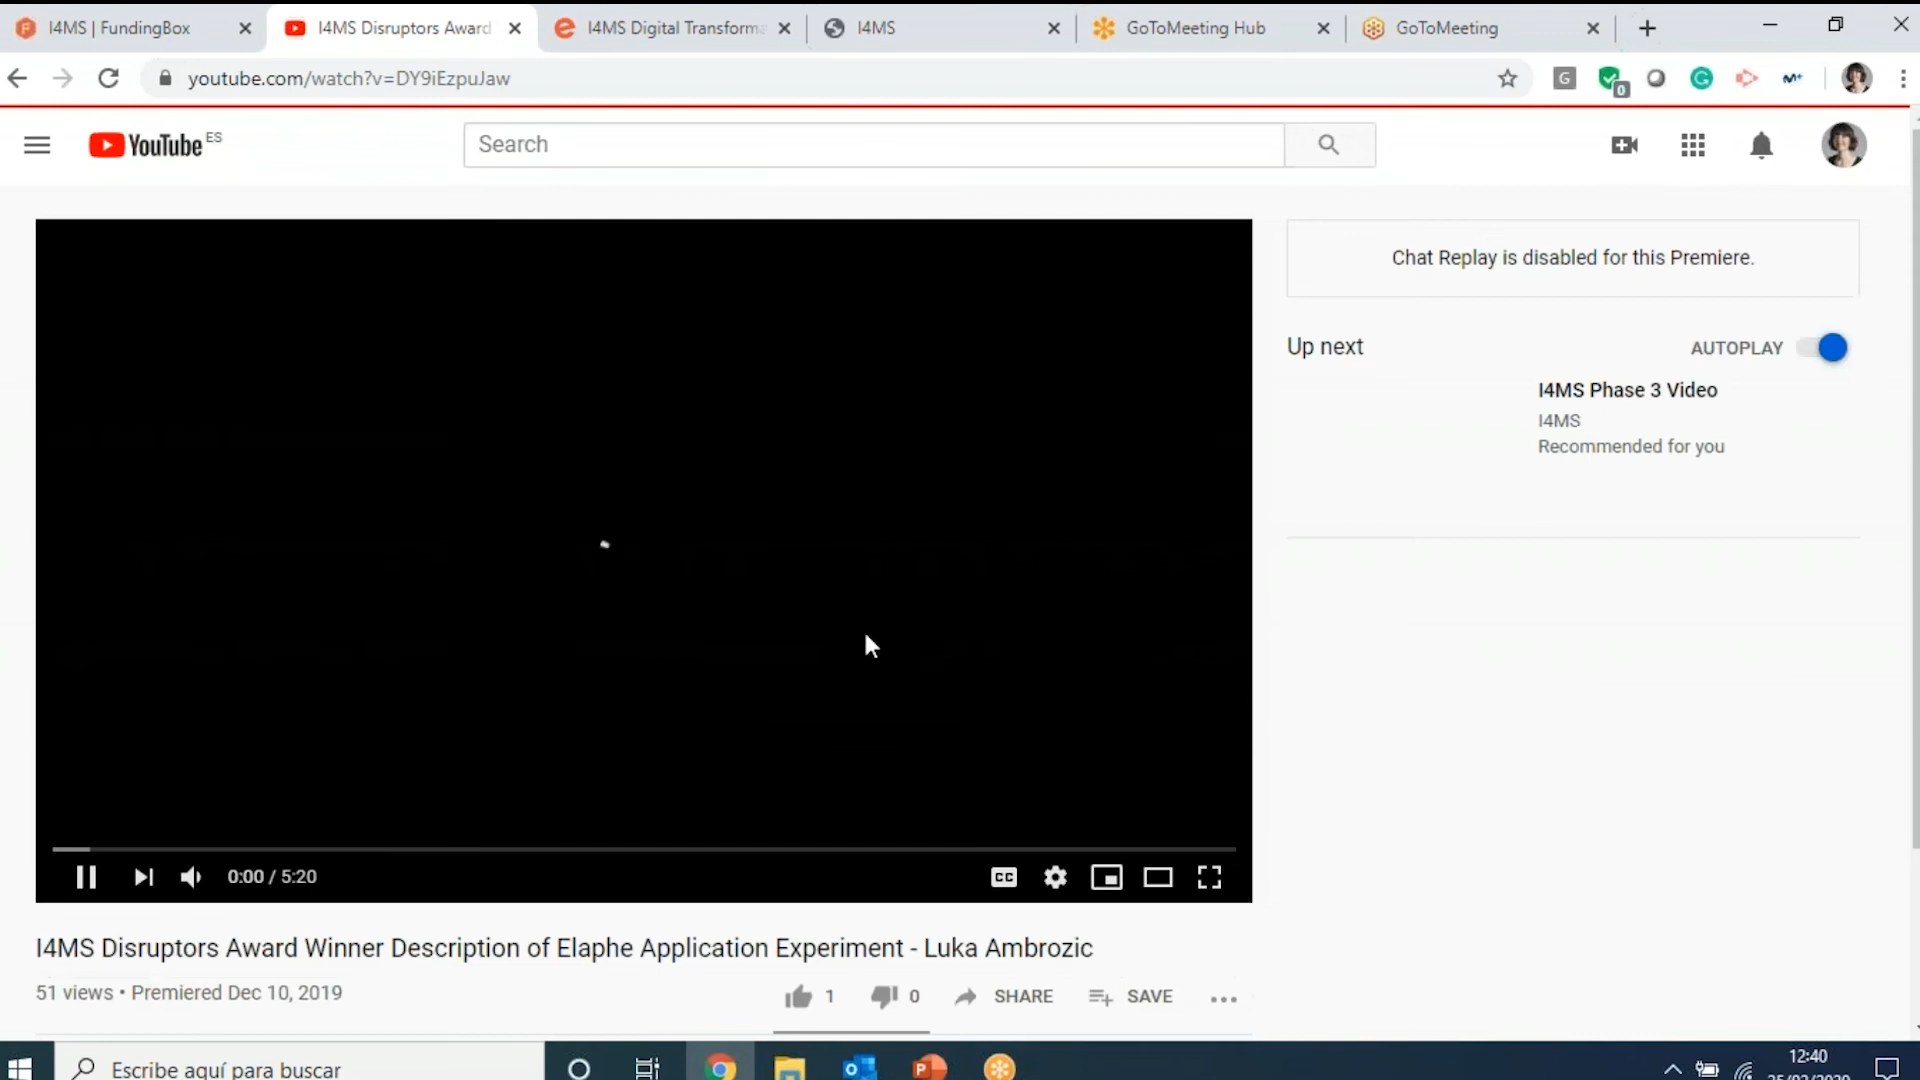 I4MS | FundingBox
I4MS Disruptors Award
I4MS Digital Transforma
I4MS
GoToMeeting Hub
GoToMeeting
youtube.com/watch?v=DY9iEzpuJaw
G
0
YouTube ES
Search
Chat Replay is disabled for this Premiere.
Up next
AUTOPLAY
I4MS Phase 3 Video
I4MS
Recommended for you
0:00 / 5:20
CC
I4MS Disruptors Award Winner Description of Elaphe Application Experiment - Luka Ambrozic
51 views • Premiered Dec 10, 2019
1
0
SHARE
SAVE
Escribe aquí para buscar
12:40